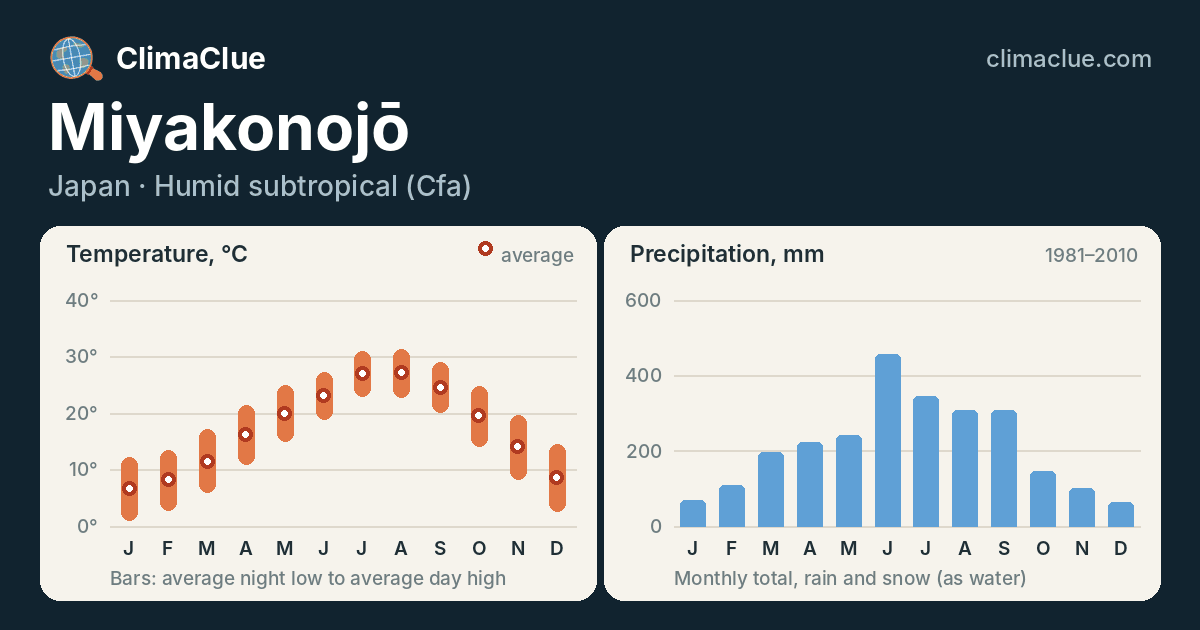 ClimaClue
climaclue.com
Miyakonojō
Japan · Humid subtropical (Cfa)
Temperature, °C
average
40°
30°
20°
10°
0°
J F M A M J J A S O N D
Bars: average night low to average day high
Precipitation, mm
1981–2010
600
400
200
0
J F M A M J J A S O N D
Monthly total, rain and snow (as water)